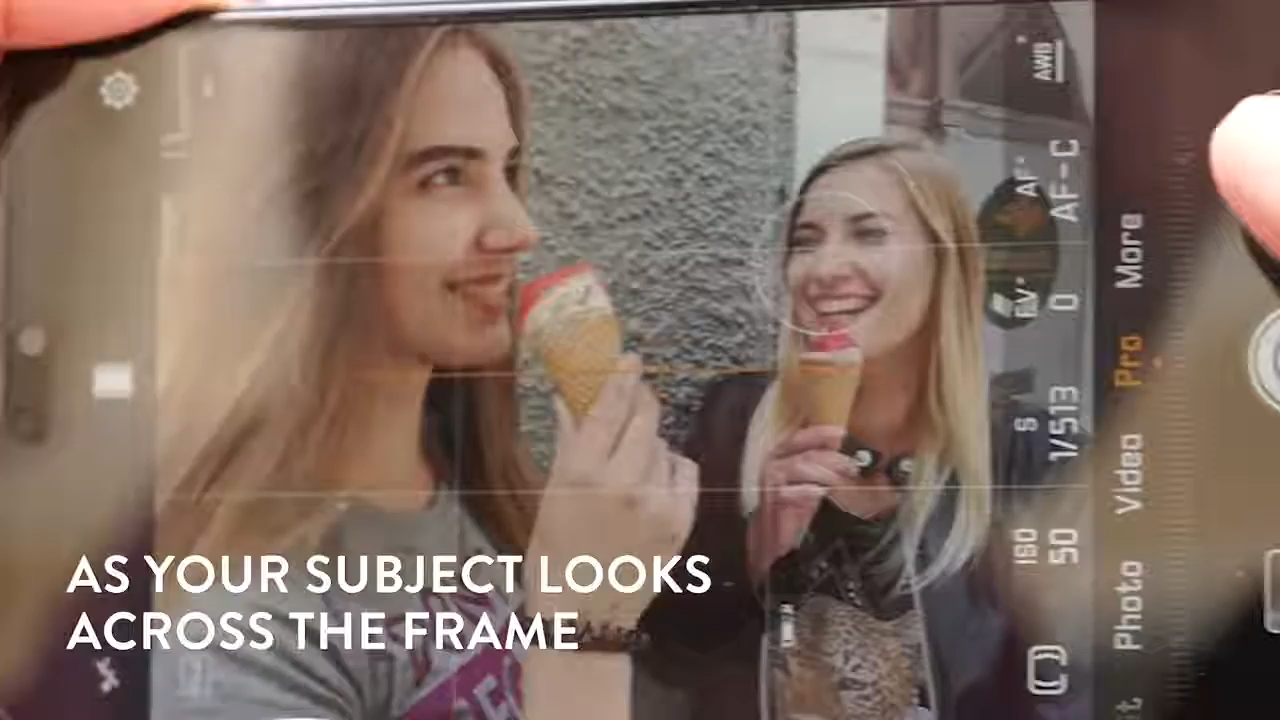 AWB
AF•
AF-C
EV•
0
S
1/513
ISO
50
More
Pro
Video
Photo
AS YOUR SUBJECT LOOKS
ACROSS THE FRAME